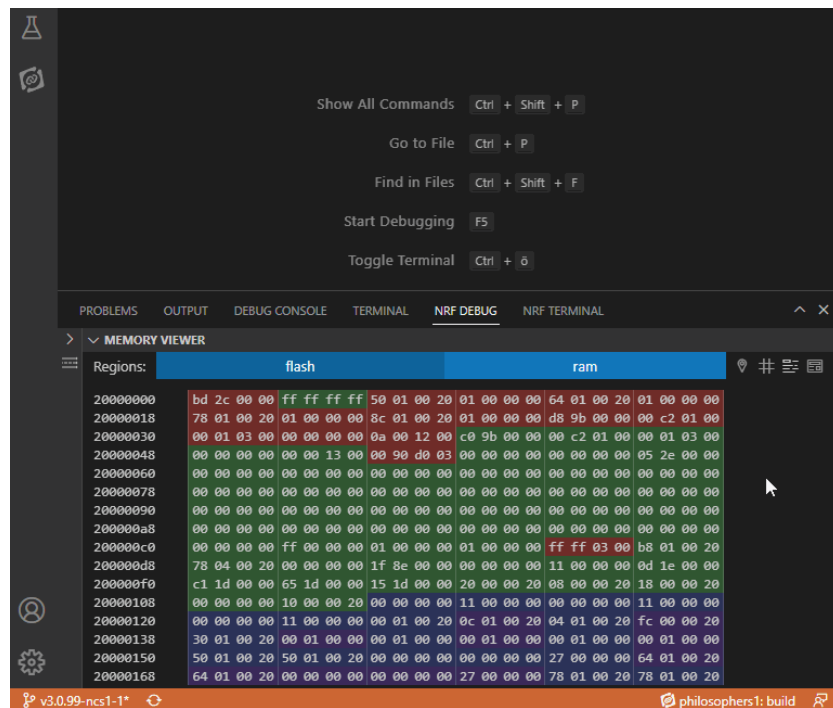 Show All Commands Ctrl + Shift + P
Go to File Ctrl + P
Find in Files Ctrl + Shift + F
Start Debugging F5
Toggle Terminal Ctrl + ö
PROBLEMS OUTPUT DEBUG CONSOLE TERMINAL NRF DEBUG NRF TERMINAL
MEMORY VIEWER
Regions: flash ram
20000000 bd 2c 00 00 ff ff ff ff 50 01 00 20 01 00 00 00 64 01 00 20 01 00 00 00
20000018 78 01 00 20 01 00 00 00 8c 01 00 20 01 00 00 00 d8 9b 00 00 00 c2 01 00
20000030 00 01 03 00 00 00 00 00 0a 00 12 00 c0 9b 00 00 00 c2 01 00 00 01 03 00
20000048 00 00 00 00 00 00 13 00 00 90 d0 03 00 00 00 00 00 00 00 00 05 2e 00 00
20000060 00 00 00 00 00 00 00 00 00 00 00 00 00 00 00 00 00 00 00 00 00 00 00 00
20000078 00 00 00 00 00 00 00 00 00 00 00 00 00 00 00 00 00 00 00 00 00 00 00 00
20000090 00 00 00 00 00 00 00 00 00 00 00 00 00 00 00 00 00 00 00 00 00 00 00 00
200000a8 00 00 00 00 00 00 00 00 00 00 00 00 00 00 00 00 00 00 00 00 00 00 00 00
200000c0 00 00 00 00 ff 00 00 00 01 00 00 00 01 00 00 00 ff ff 03 00 b8 01 00 20
200000d8 78 04 00 20 00 00 00 00 1f 8e 00 00 00 00 00 00 11 00 00 00 0d 1e 00 00
200000f0 c1 1d 00 00 65 1d 00 00 15 1d 00 00 20 00 00 20 08 00 00 20 18 00 00 20
20000108 00 00 00 00 10 00 00 20 00 00 00 00 11 00 00 00 00 00 00 00 11 00 00 00
20000120 00 00 00 00 11 00 00 00 00 01 00 20 0c 01 00 20 04 01 00 20 fc 00 00 20
20000138 30 01 00 20 00 01 00 00 00 01 00 00 00 01 00 00 00 01 00 00 00 01 00 00
20000150 50 01 00 20 50 01 00 20 00 00 00 00 00 00 00 00 27 00 00 00 64 01 00 20
20000168 64 01 00 20 00 00 00 00 00 00 00 00 27 00 00 00 78 01 00 20 78 01 00 20
v3.0.99-ncs1-1* philosophers1: build